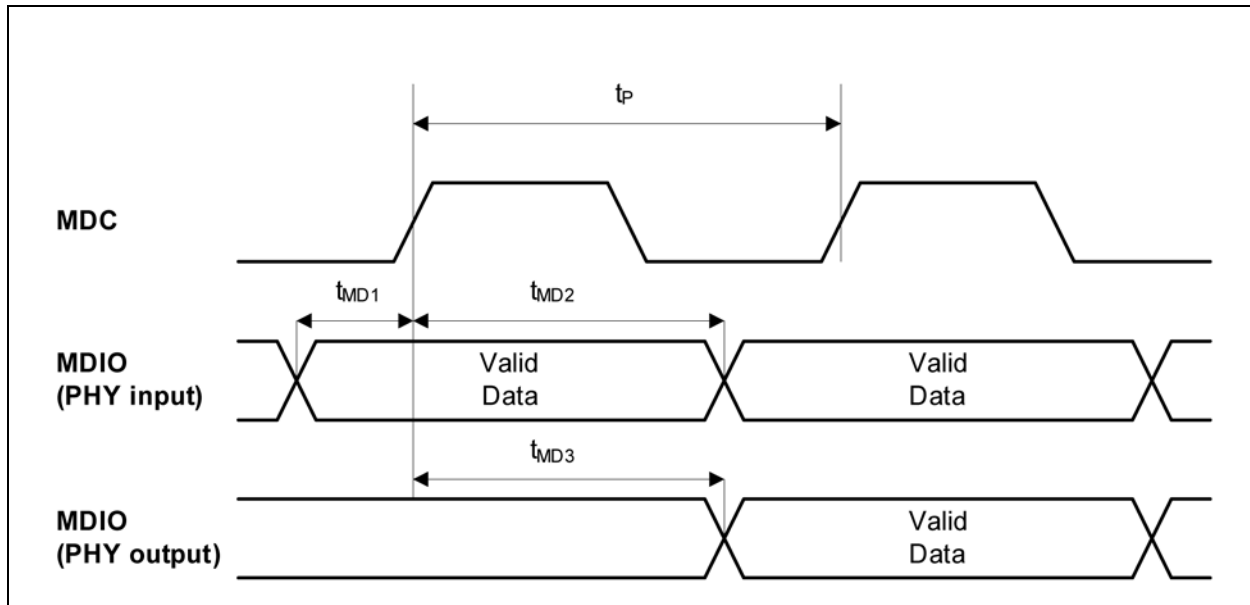 tP
MDC
tMD1
tMD2
MDIO
(PHY input)
Valid
Data
Valid
Data
tMD3
MDIO
(PHY output)
Valid
Data